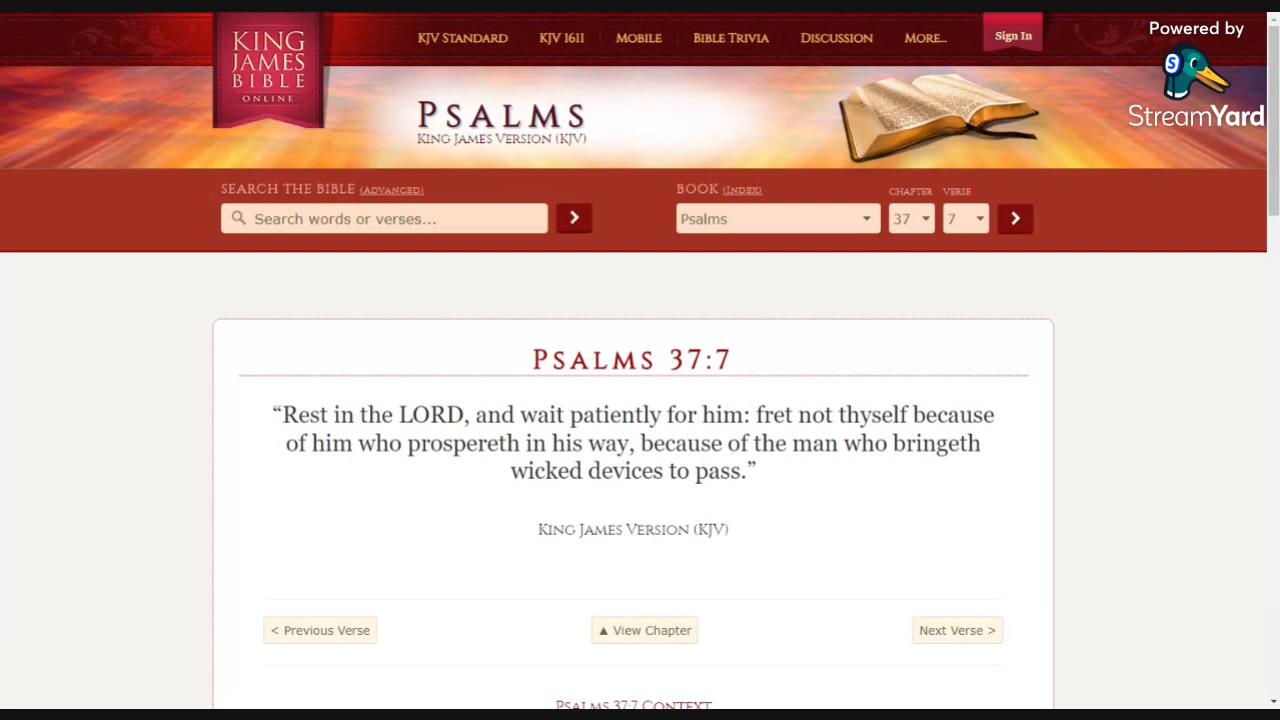 KING
JAMES
BIBLE
ONLINE
KJV STANDARD KJV 1611 MOBILE BIBLE TRIVIA DISCUSSION MORE... Sign In
Powered by
StreamYard
PSALMS
KING JAMES VERSION (KJV)
SEARCH THE BIBLE (ADVANCED) BOOK (INDEX) CHAPTER VERSE
Search words or verses... Psalms 37 7
PSALMS 37:7
“Rest in the LORD, and wait patiently for him: fret not thyself because
of him who prospereth in his way, because of the man who bringeth
wicked devices to pass.”
KING JAMES VERSION (KJV)
< Previous Verse ▲ View Chapter Next Verse >
PSALMS 37:7 CONTEXT